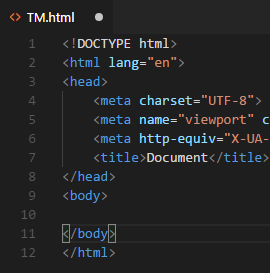 TM.html
1 <!DOCTYPE html>
2 <html lang="en">
3 <head>
4 <meta charset="UTF-8">
5 <meta name="viewport" c
6 <meta http-equiv="X-UA-
7 <title>Document</title>
8 </head>
9 <body>
10
11 </body>
12 </html>